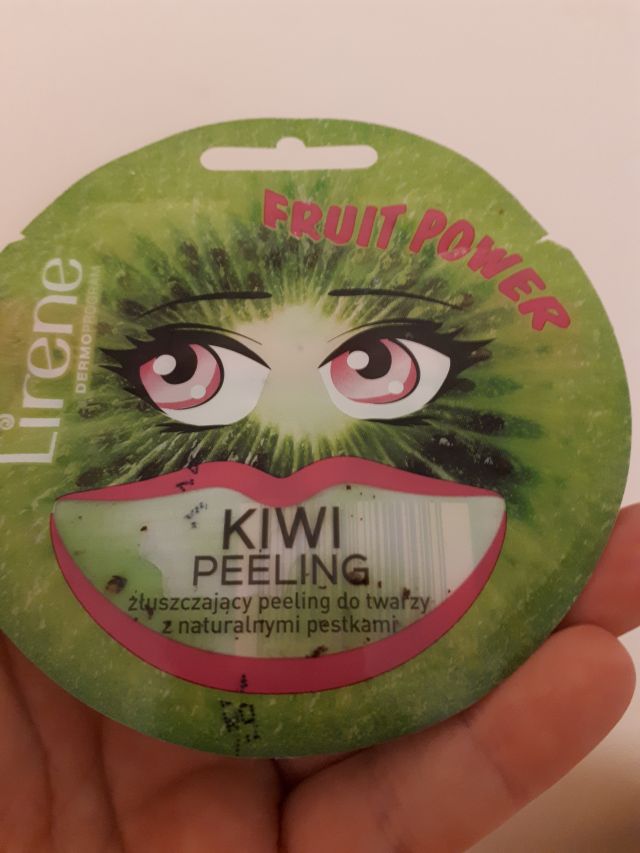 FRUIT POWER
Lirene
DERMOPROGRAM
KIWI
PEELING
złuszczający peeling do twarzy
z naturalnymi pestkami